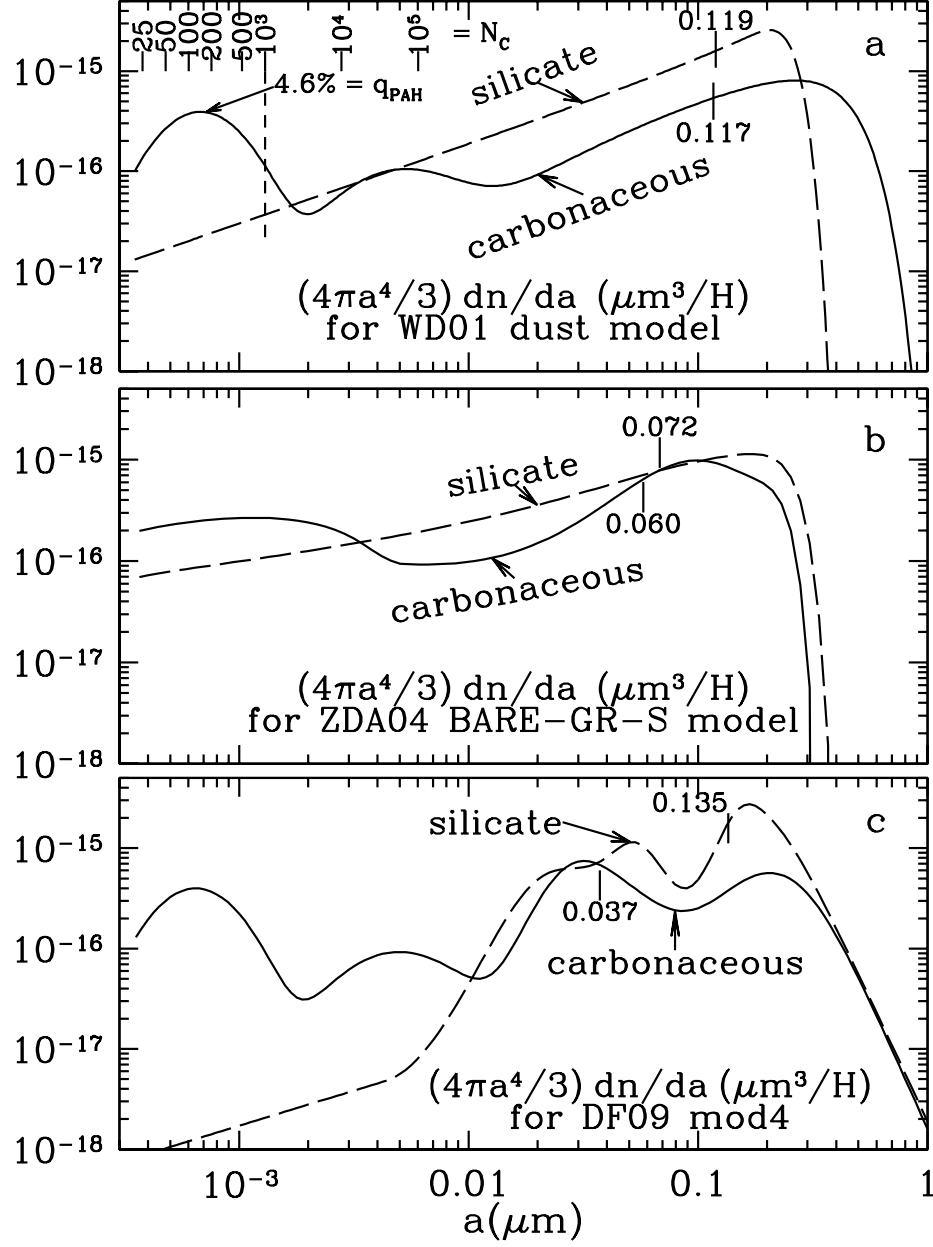 25 50 100 200 500 10³ 10⁴ 10⁵ = N_C
0.119
a
10⁻¹⁵
4.6% = q_PAH
silicate
0.117
10⁻¹⁶
carbonaceous
10⁻¹⁷
(4πa⁴/3) dn/da (μm³/H)
for WD01 dust model
10⁻¹⁸
0.072
b
10⁻¹⁵
silicate
0.060
10⁻¹⁶
carbonaceous
10⁻¹⁷
(4πa⁴/3) dn/da (μm³/H)
for ZDA04 BARE-GR-S model
10⁻¹⁸
0.135
c
silicate
10⁻¹⁵
0.037
10⁻¹⁶
carbonaceous
10⁻¹⁷
(4πa⁴/3) dn/da (μm³/H)
for DF09 mod4
10⁻¹⁸
10⁻³ 0.01 0.1 1
a(μm)